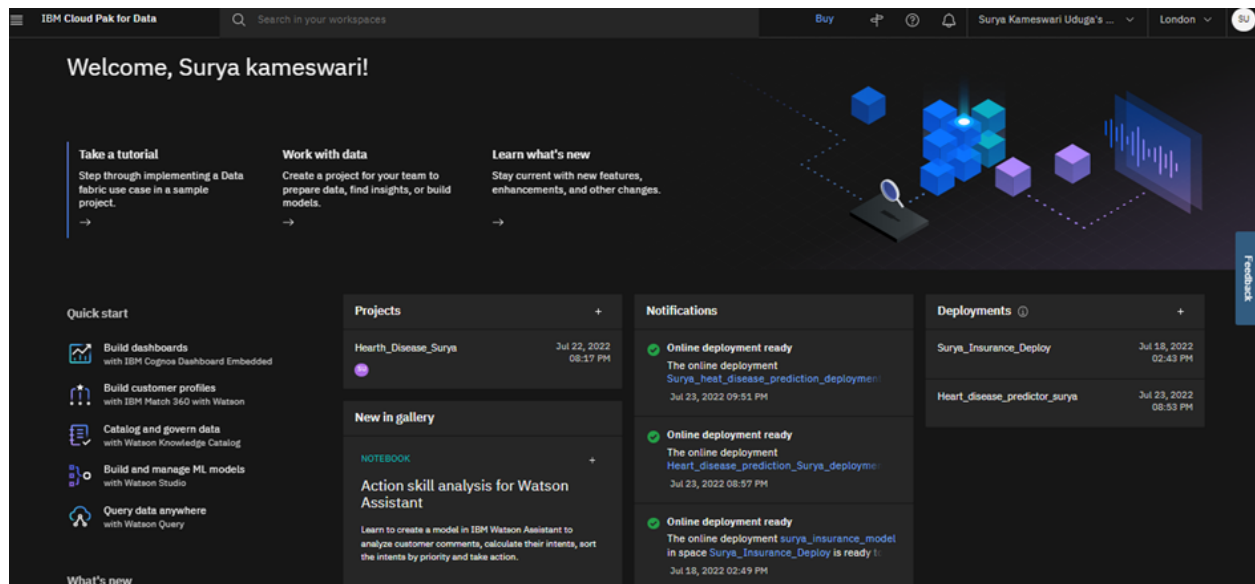 IBM Cloud Pak for Data
Search in your workspaces
Buy
Surya Kameswari Uduga's ...
London
SU
Welcome, Surya kameswari!
Take a tutorial
Step through implementing a Data
fabric use case in a sample
project.
Work with data
Create a project for your team to
prepare data, find insights, or build
models.
Learn what's new
Stay current with new features,
enhancements, and other changes.
Feedback
Quick start
Build dashboards
with IBM Cognos Dashboard Embedded
Build customer profiles
with IBM Match 360 with Watson
Catalog and govern data
with Watson Knowledge Catalog
Build and manage ML models
with Watson Studio
Query data anywhere
with Watson Query
What's new
Projects
Hearth_Disease_Surya
Jul 22, 2022
08:17 PM
SU
New in gallery
NOTEBOOK
Action skill analysis for Watson
Assistant
Learn to create a model in IBM Watson Assistant to
analyze customer comments, calculate their intents, sort
the intents by priority and take action.
Notifications
Online deployment ready
The online deployment
Surya_heat_disease_prediction_deploymen
Jul 23, 2022 09:51 PM
Online deployment ready
The online deployment
Heart_disease_prediction_Surya_deployme
Jul 23, 2022 08:57 PM
Online deployment ready
The online deployment surya_insurance_model
in space Surya_Insurance_Deploy is ready to
Jul 18, 2022 02:49 PM
Deployments
Surya_Insurance_Deploy
Jul 18, 2022
02:43 PM
Heart_disease_predictor_surya
Jul 23, 2022
08:53 PM